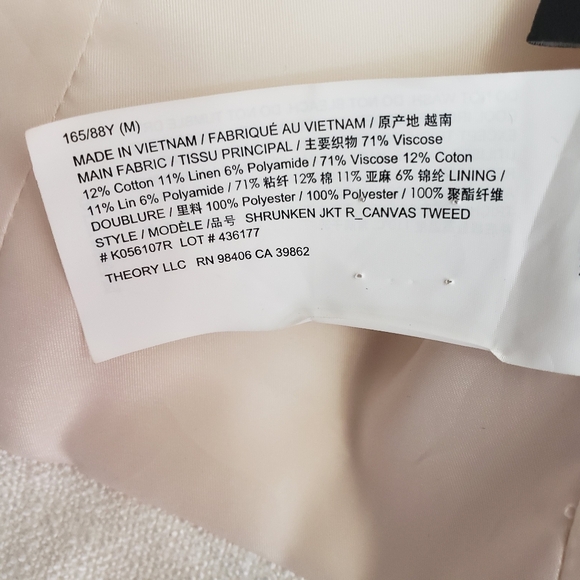 165/88Y (M)
MADE IN VIETNAM / FABRIQUÉ AU VIETNAM / 原产地 越南
MAIN FABRIC / TISSU PRINCIPAL / 主要织物 71% Viscose
12% Cotton 11% Linen 6% Polyamide / 71% Viscose 12% Coton
11% Lin 6% Polyamide / 71% 粘纤 12% 棉 11% 亚麻 6% 锦纶 LINING /
DOUBLURE / 里料 100% Polyester / 100% Polyester / 100% 聚酯纤维
STYLE / MODÈLE /品号 SHRUNKEN JKT R_CANVAS TWEED
# K056107R LOT # 436177
THEORY LLC RN 98406 CA 39862